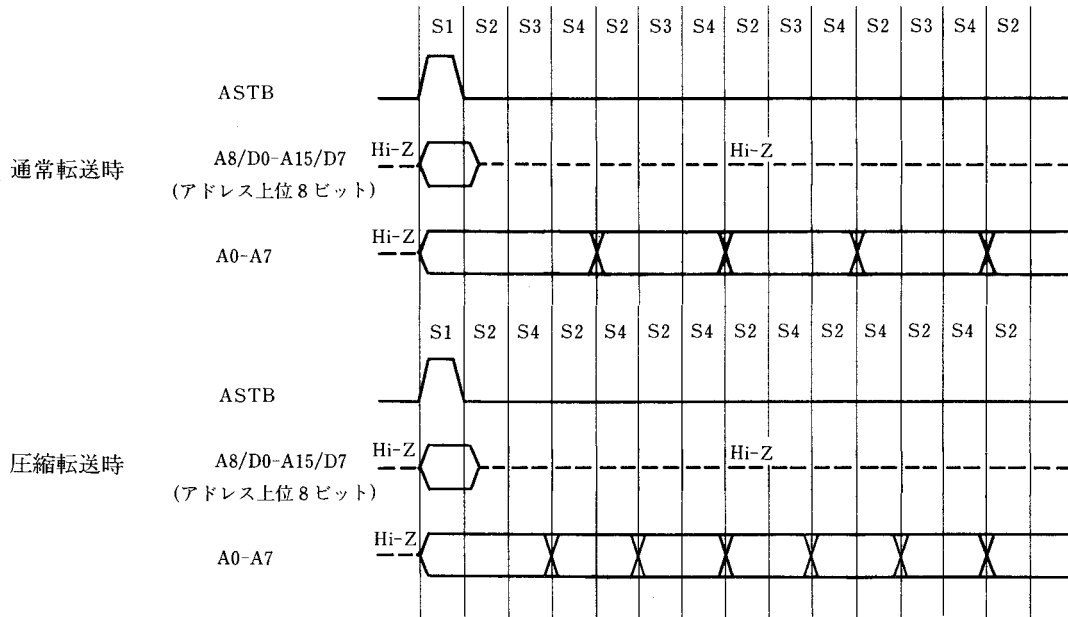 S1 S2 S3 S4 S2 S3 S4 S2 S3 S4 S2 S3 S4 S2
ASTB
通常転送時
A8/D0-A15/D7 Hi-Z Hi-Z
(アドレス上位8ビット)
A0-A7 Hi-Z
S1 S2 S4 S2 S4 S2 S4 S2 S4 S2 S4 S2 S4 S2
ASTB
圧縮転送時
A8/D0-A15/D7 Hi-Z Hi-Z
(アドレス上位8ビット)
A0-A7 Hi-Z